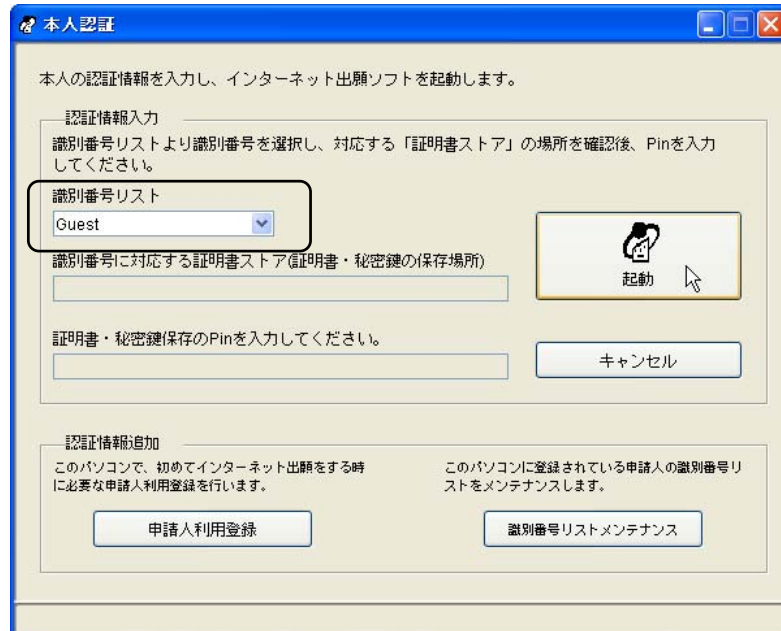 本人認証
本人の認証情報を入力し、インターネット出願ソフトを起動します。
認証情報入力
識別番号リストより識別番号を選択し、対応する「証明書ストア」の場所を確認後、Pinを入力
してください。
識別番号リスト
Guest
識別番号に対応する証明書ストア(証明書・秘密鍵の保存場所)
起動
証明書・秘密鍵保存のPinを入力してください。
キャンセル
認証情報追加
このパソコンで、初めてインターネット出願をする時
に必要な申請人利用登録を行います。
申請人利用登録
このパソコンに登録されている申請人の識別番号リ
ストをメンテナンスします。
識別番号リストメンテナンス